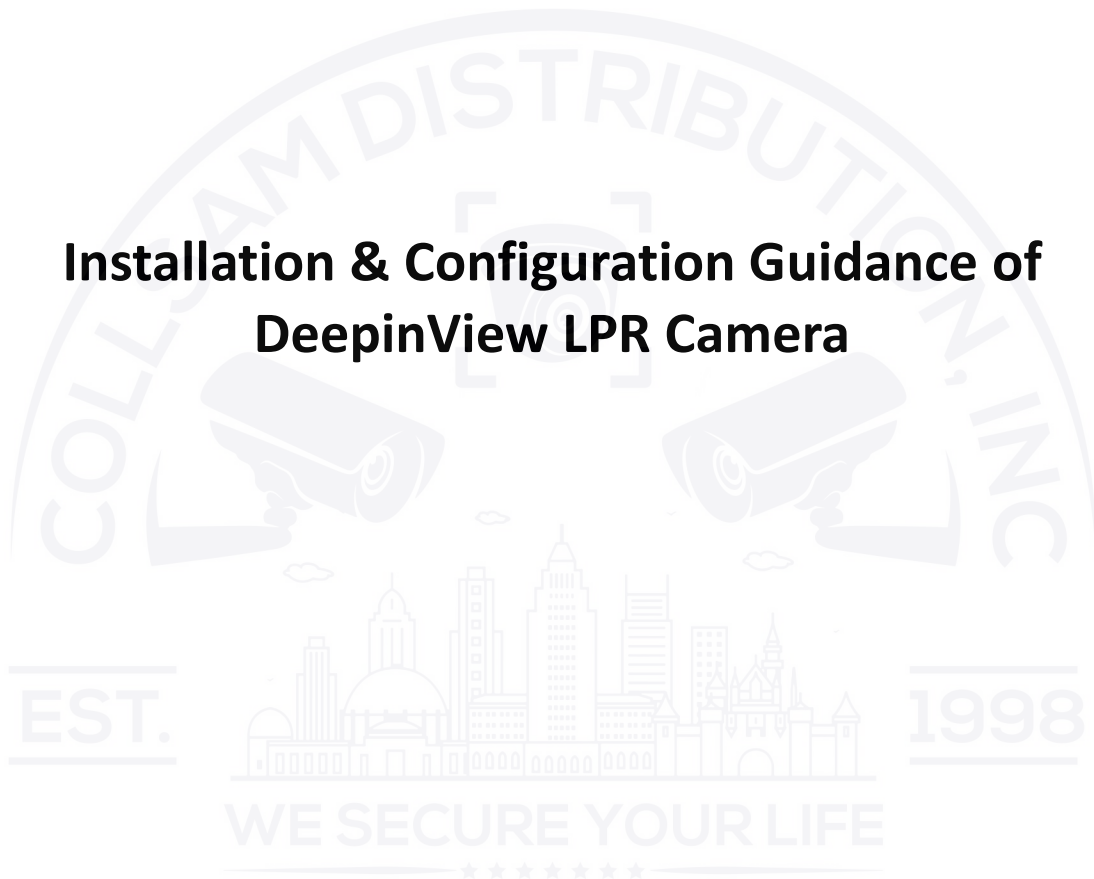 COLLSAM DISTRIBUTION, INC
Installation & Configuration Guidance of
DeepinView LPR Camera
EST.
1998
WE SECURE YOUR LIFE